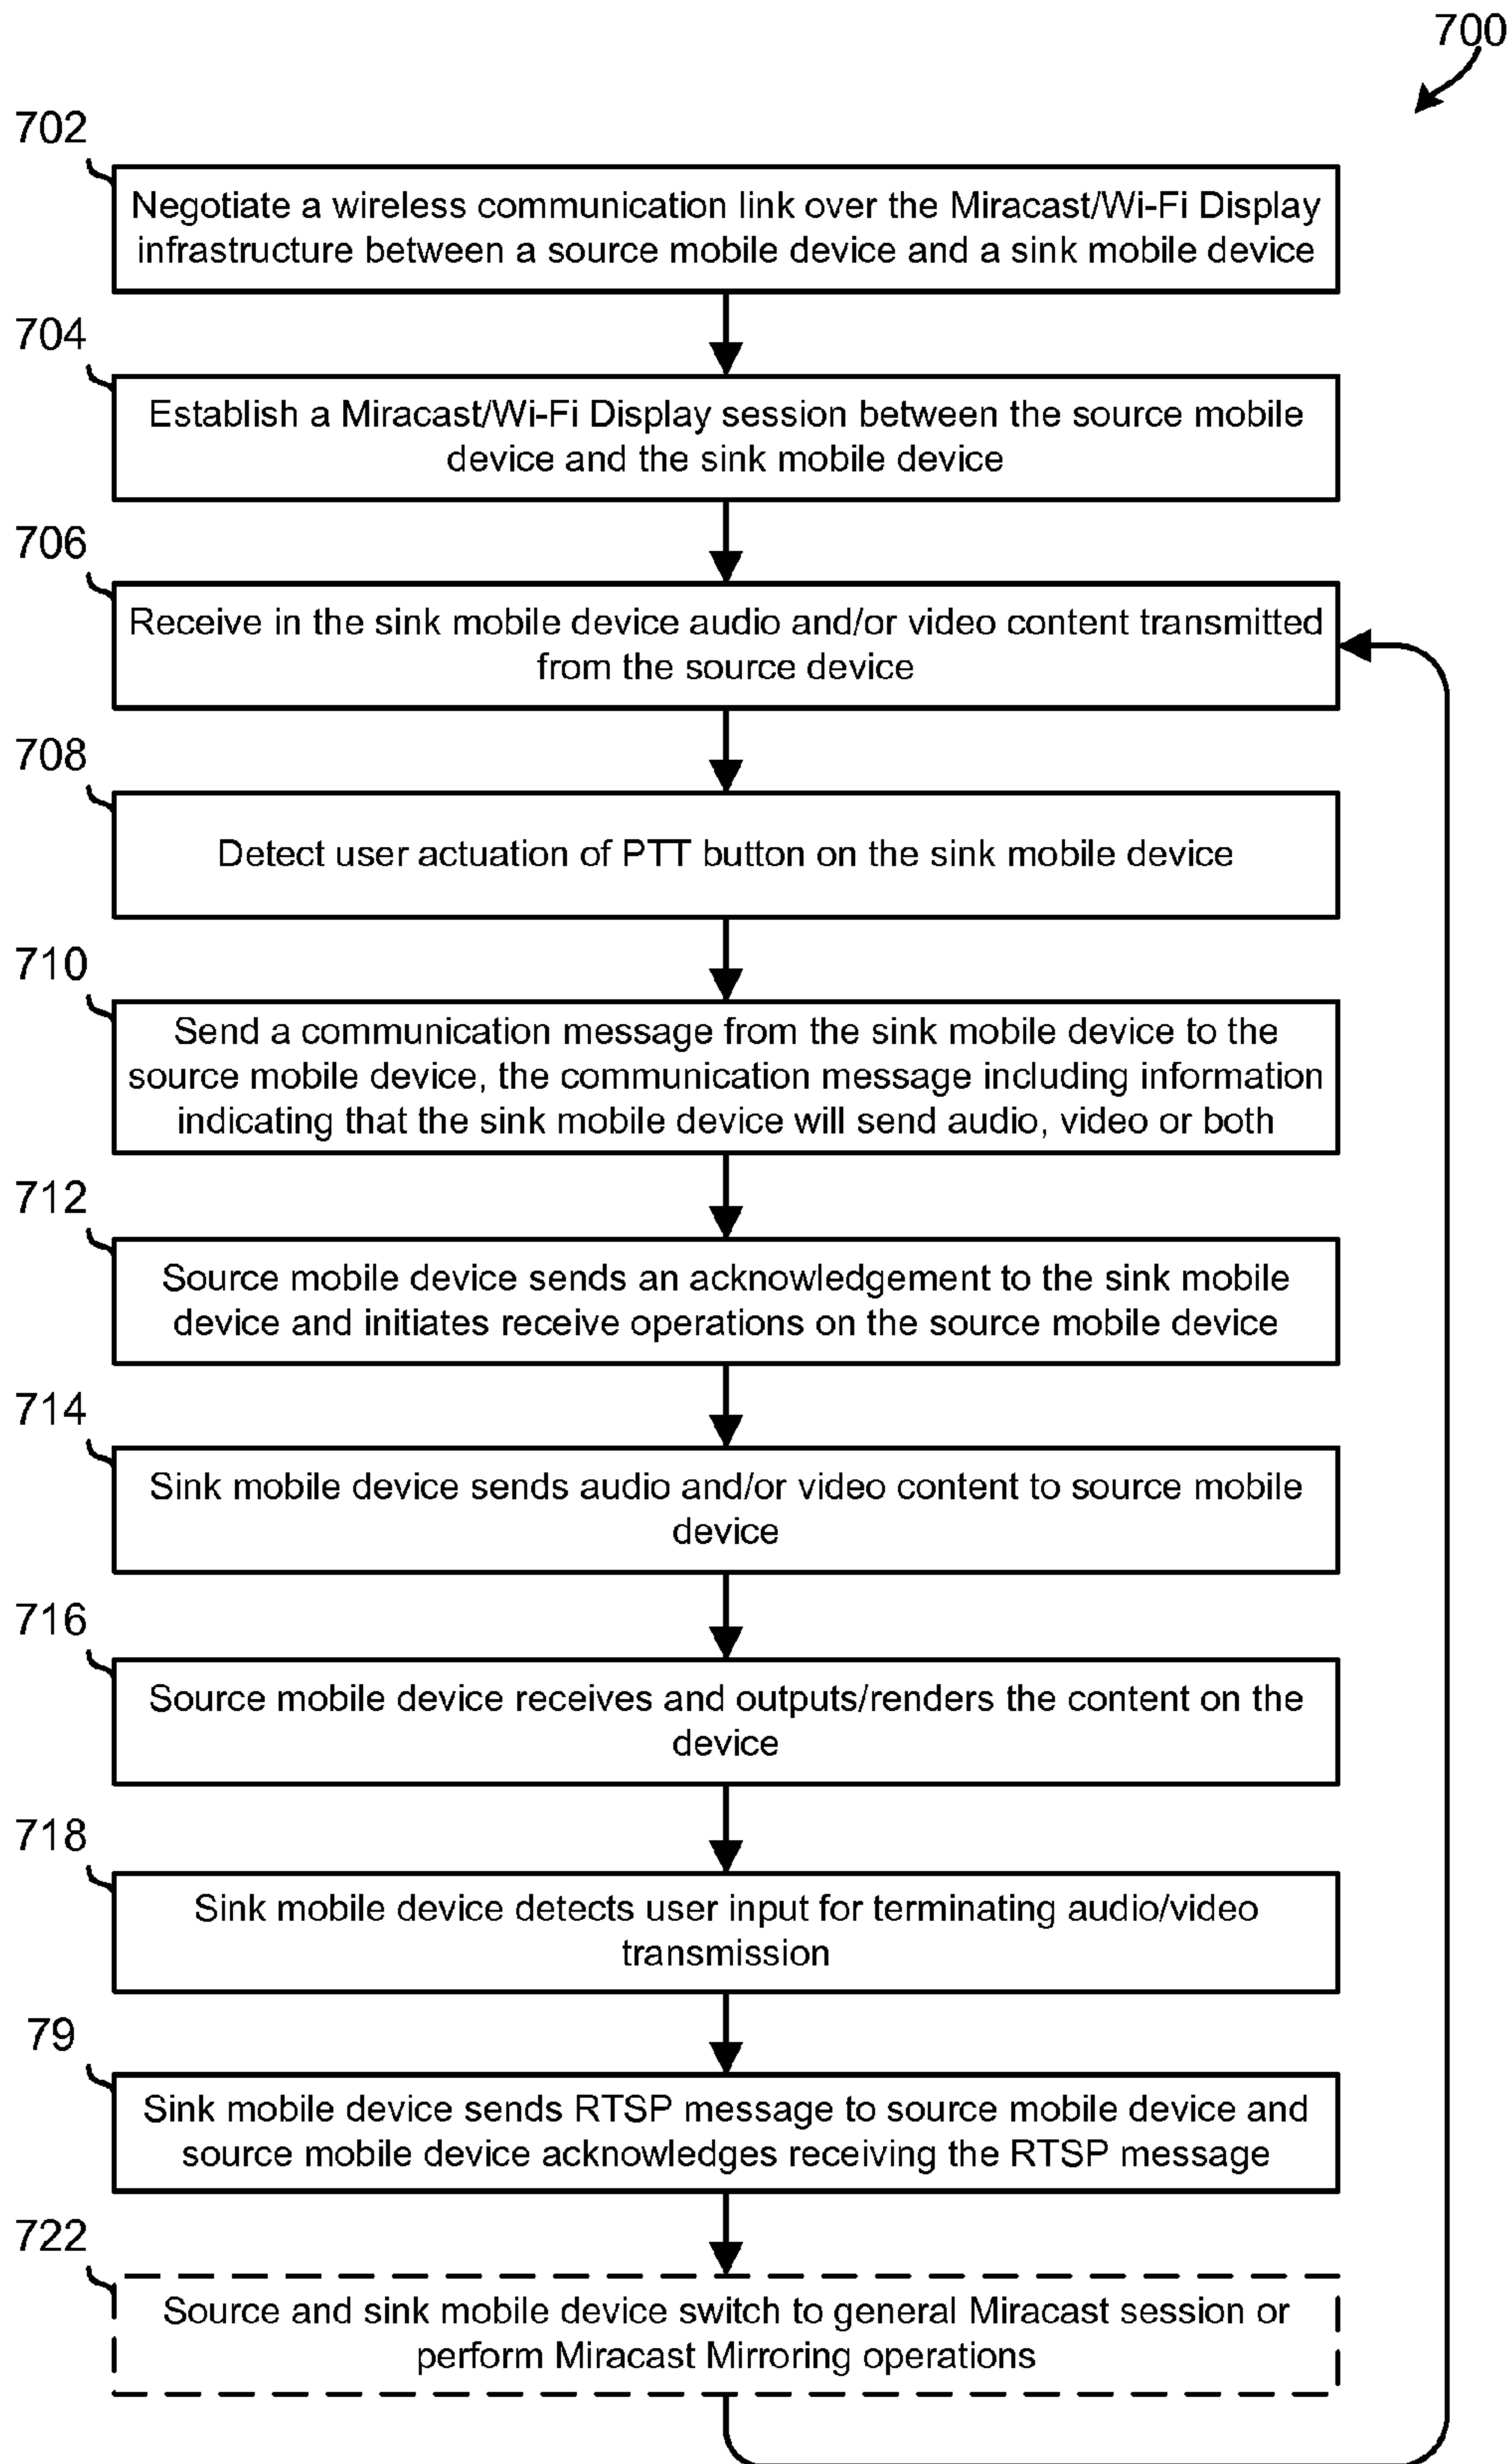 700
702
Negotiate a wireless communication link over the Miracast/Wi-Fi Display
infrastructure between a source mobile device and a sink mobile device
704
Establish a Miracast/Wi-Fi Display session between the source mobile
device and the sink mobile device
706
Receive in the sink mobile device audio and/or video content transmitted
from the source device
708
Detect user actuation of PTT button on the sink mobile device
710
Send a communication message from the sink mobile device to the
source mobile device, the communication message including information
indicating that the sink mobile device will send audio, video or both
712
Source mobile device sends an acknowledgement to the sink mobile
device and initiates receive operations on the source mobile device
714
Sink mobile device sends audio and/or video content to source mobile
device
716
Source mobile device receives and outputs/renders the content on the
device
718
Sink mobile device detects user input for terminating audio/video
transmission
79
Sink mobile device sends RTSP message to source mobile device and
source mobile device acknowledges receiving the RTSP message
722
Source and sink mobile device switch to general Miracast session or
perform Miracast Mirroring operations